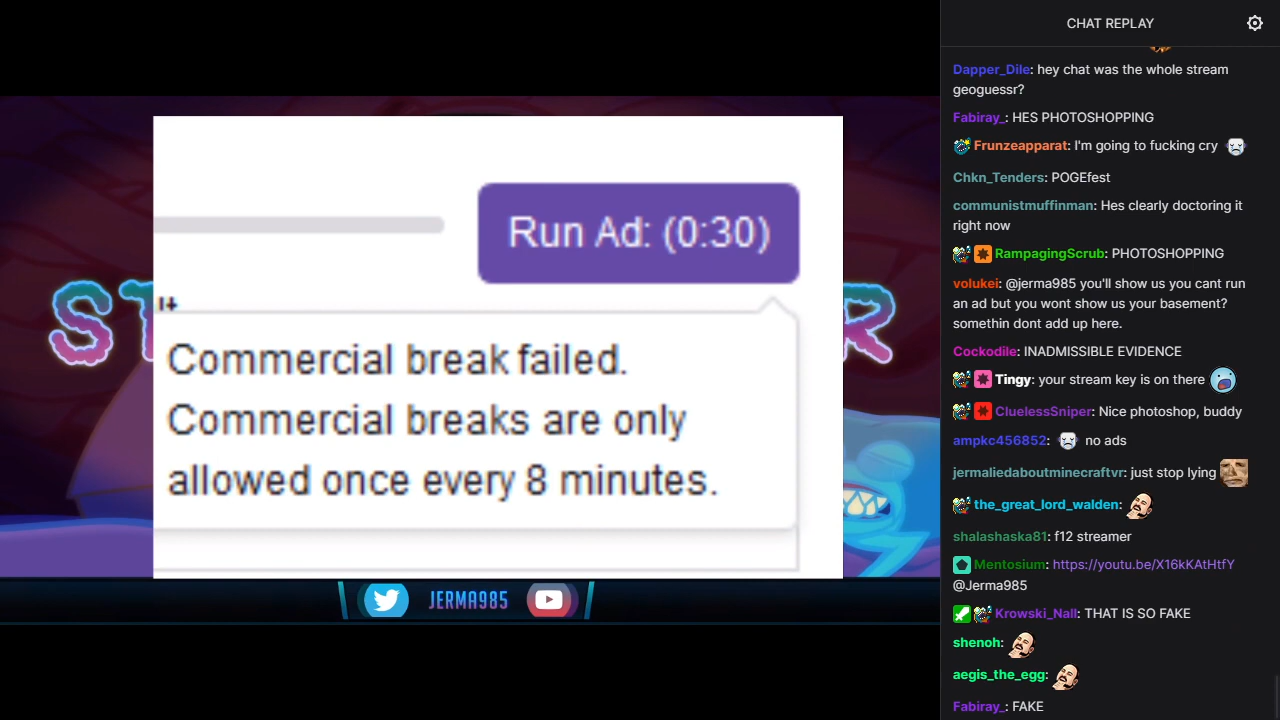 Run Ad: (0:30)
Commercial break failed.
Commercial breaks are only
allowed once every 8 minutes.
JERMA985
CHAT REPLAY
Dapper_Dile: hey chat was the whole stream
geoguessr?
Fabiray_: HES PHOTOSHOPPING
Frunzeapparat: I'm going to fucking cry
Chkn_Tenders: POGEfest
communistmuffinman: Hes clearly doctoring it
right now
RampagingScrub: PHOTOSHOPPING
volukei: @jerma985 you'll show us you cant run
an ad but you wont show us your basement?
somethin dont add up here.
Cockodile: INADMISSIBLE EVIDENCE
Tingy: your stream key is on there
CluelessSniper: Nice photoshop, buddy
ampkc456852: no ads
jermaliedaboutminecraftvr: just stop lying
the_great_lord_walden:
shalashaska81: f12 streamer
Mentosium: https://youtu.be/X16kKAtHtfY
@Jerma985
Krowski_Nall: THAT IS SO FAKE
shenoh:
aegis_the_egg:
Fabiray_: FAKE